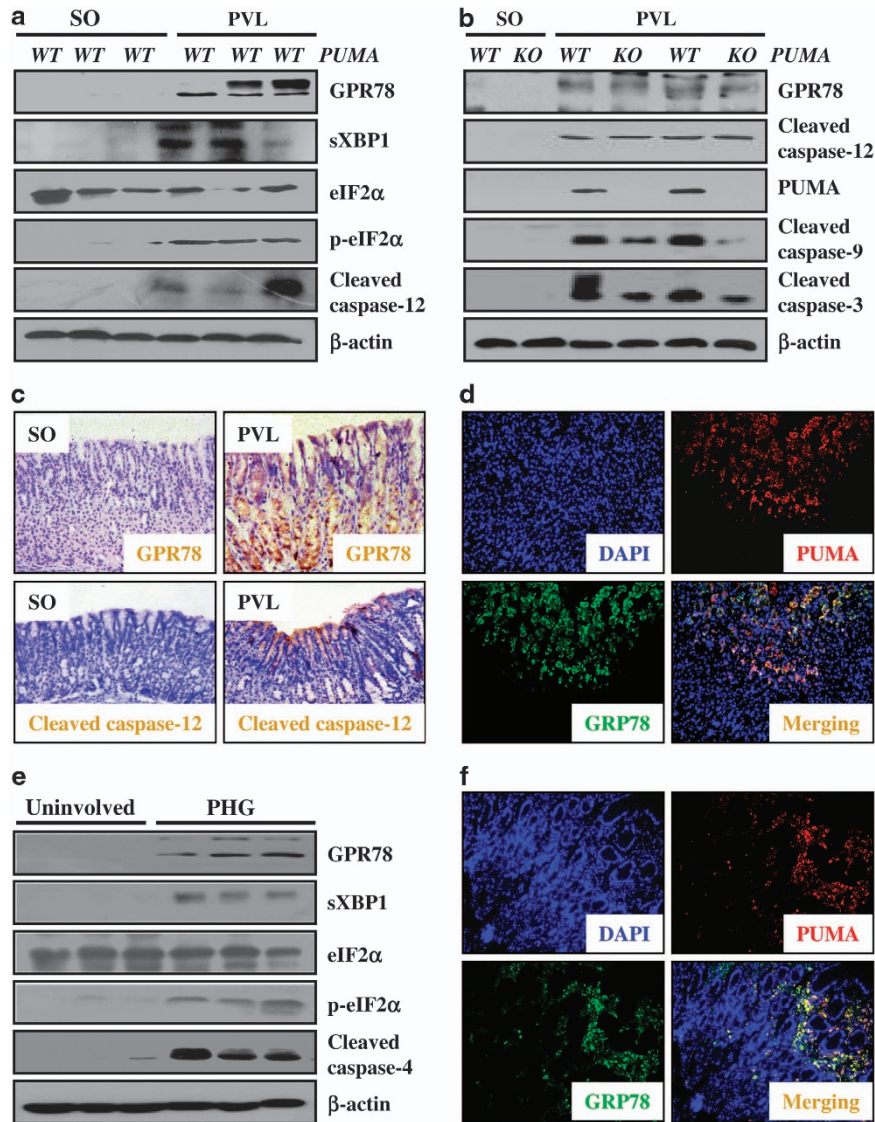 a
SO PVL
WT WT WT WT WT WT PUMA
GPR78
sXBP1
eIF2α
p-eIF2α
Cleaved
caspase-12
β-actin
b
SO PVL
WT KO WT KO WT KO PUMA
GPR78
Cleaved
caspase-12
PUMA
Cleaved
caspase-9
Cleaved
caspase-3
β-actin
c
SO
GPR78
PVL
GPR78
SO
Cleaved caspase-12
PVL
Cleaved caspase-12
d
DAPI
PUMA
GRP78
Merging
e
Uninvolved PHG
GPR78
sXBP1
eIF2α
p-eIF2α
Cleaved
caspase-4
β-actin
f
DAPI
PUMA
GRP78
Merging